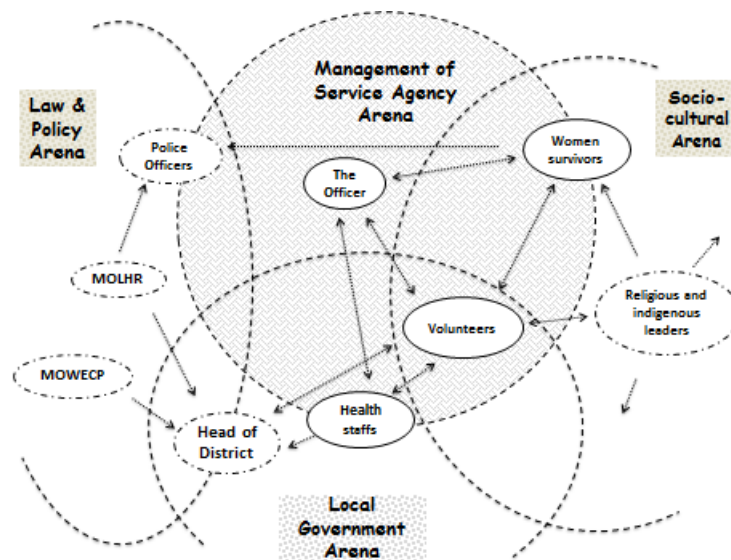 Management of
Service Agency
Arena
Law &
Policy
Arena
Socio-
cultural
Arena
Police
Officers
Women
survivors
The
Officer
MOLHR
Religious and
indigenous
leaders
Volunteers
MOWECP
Health
staffs
Head of
District
Local
Government
Arena